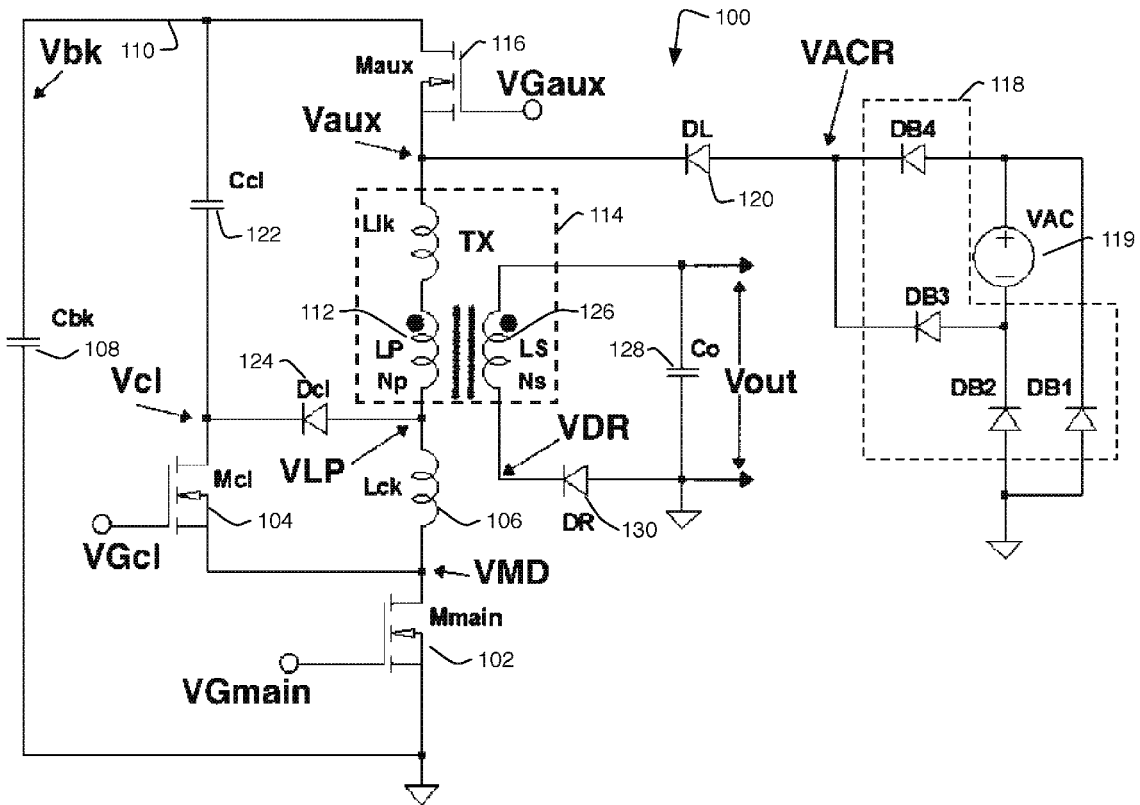 110
Vbk
116
Maux
VGaux
100
VACR
118
Vaux
DL
120
DB4
Ccl
122
Llk
TX
114
VAC
+
−
119
DB3
Cbk
108
112
LP
Np
126
LS
Ns
128
Co
Vout
DB2
DB1
124
Dcl
Vcl
VLP
VDR
Mcl
104
Lck
106
DR
130
VGcl
VMD
Mmain
102
VGmain